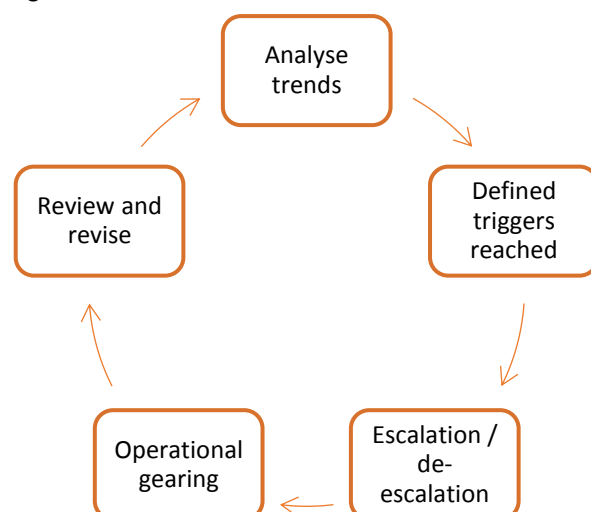 Analyse
trends
Defined
triggers
reached
Escalation /
de-
escalation
Operational
gearing
Review and
revise